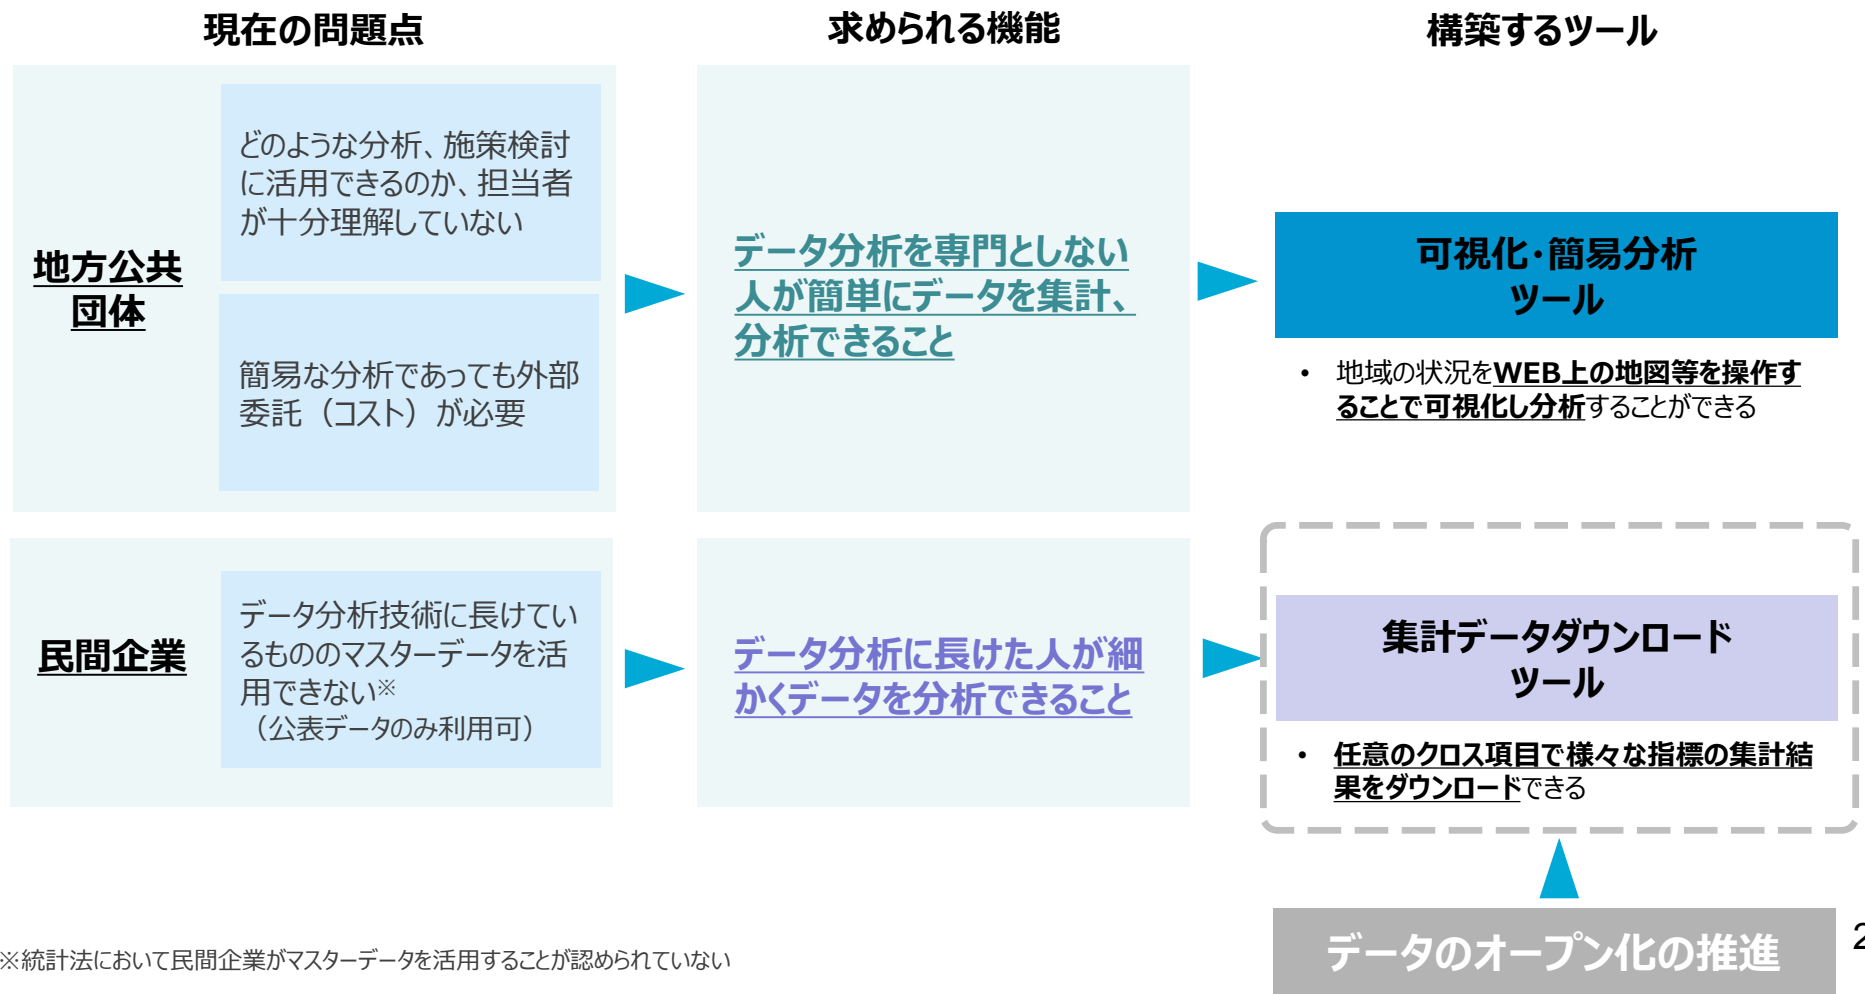 現在の問題点
求められる機能
構築するツール
地方公共
団体
どのような分析、施策検討
に活用できるのか、担当者
が十分理解していない
簡易な分析であっても外部
委託（コスト）が必要
データ分析を専門としない
人が簡単にデータを集計、
分析できること
可視化・簡易分析
ツール
• 地域の状況をWEB上の地図等を操作す
ることで可視化し分析することができる
民間企業
データ分析技術に長けてい
るもののマスターデータを活
用できない※
（公表データのみ利用可）
データ分析に長けた人が細
かくデータを分析できること
集計データダウンロード
ツール
• 任意のクロス項目で様々な指標の集計結
果をダウンロードできる
データのオープン化の推進
※統計法において民間企業がマスターデータを活用することが認められていない
2